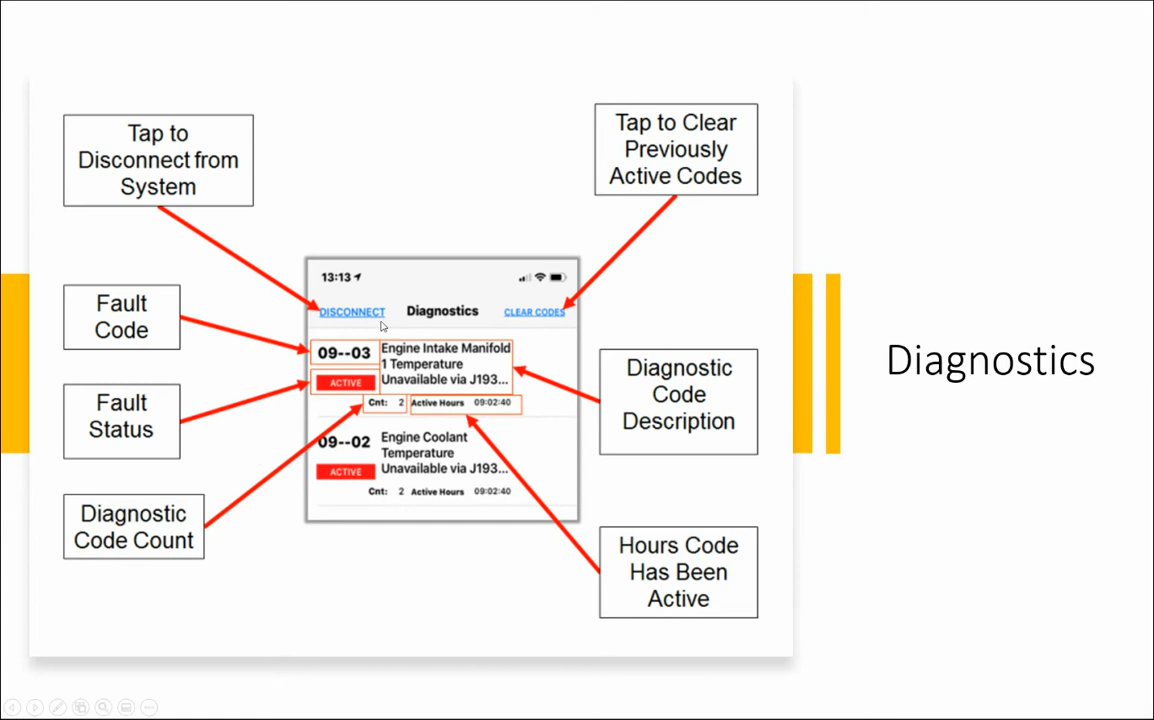 Tap to
Disconnect from
System
Tap to Clear
Previously
Active Codes
Fault
Code
Fault
Status
Diagnostic
Code Count
13:13
DISCONNECT
Diagnostics
CLEAR CODES
09--03
Engine Intake Manifold
1 Temperature
Unavailable via J193...
ACTIVE
Cnt: 2 Active Hours 09:02:40
09--02
Engine Coolant
Temperature
Unavailable via J193...
ACTIVE
Cnt: 2 Active Hours 09:02:40
Diagnostic
Code
Description
Hours Code
Has Been
Active
Diagnostics